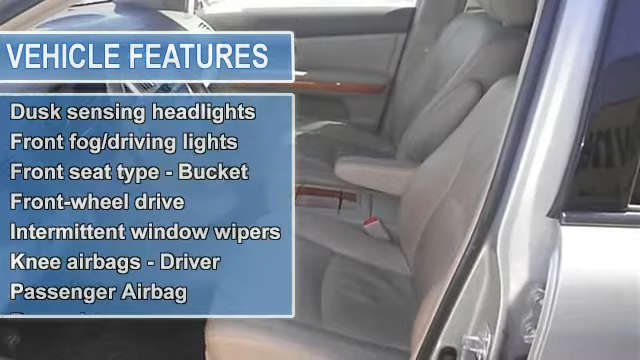 VEHICLE FEATURES
Dusk sensing headlights
Front fog/driving lights
Front seat type - Bucket
Front-wheel drive
Intermittent window wipers
Knee airbags - Driver
Passenger Airbag